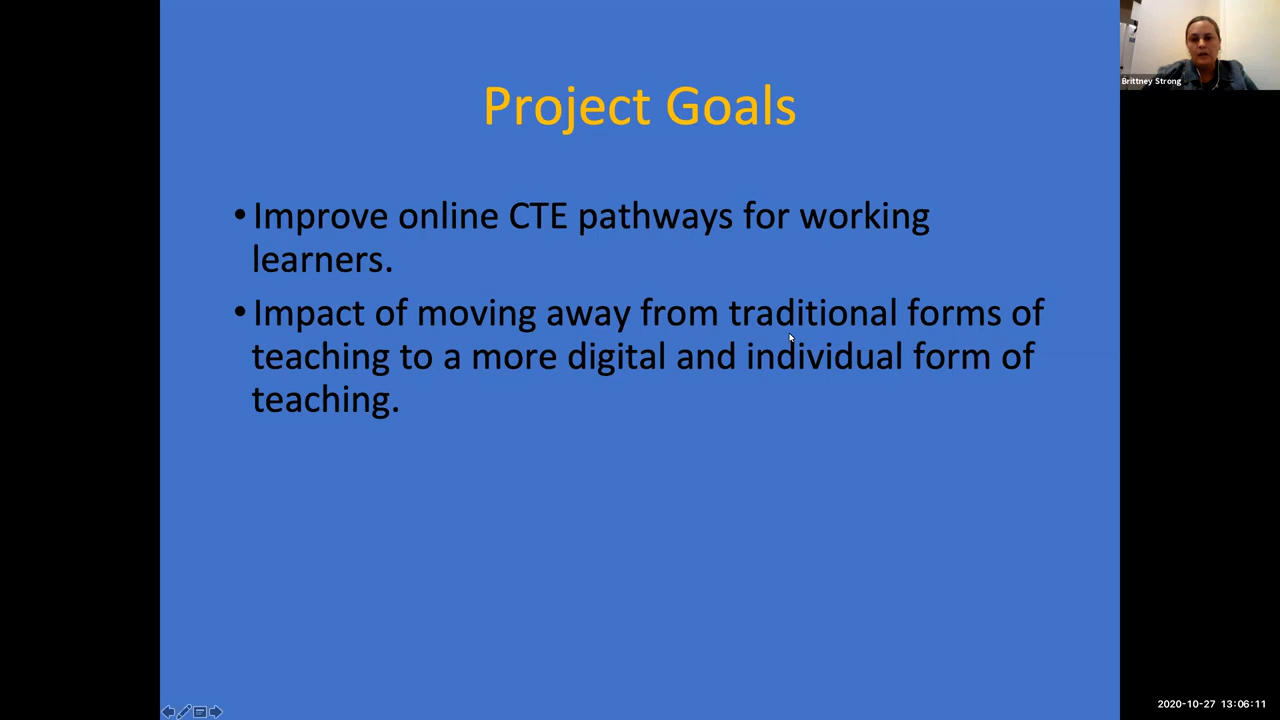 Project Goals
•Improve online CTE pathways for working
learners.
•Impact of moving away from traditional forms of
teaching to a more digital and individual form of
teaching.
Brittney Strong
2020-10-27 13:06:11